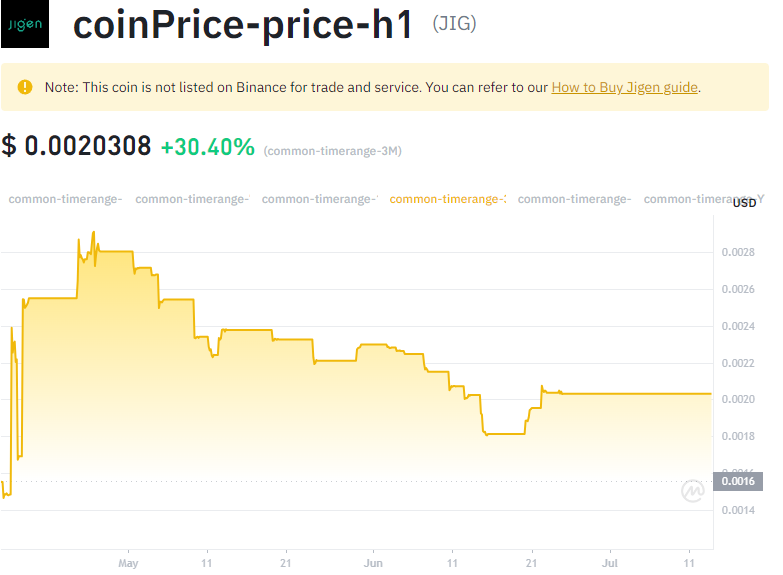 Jigen
coinPrice-price-h1 (JIG)
Note: This coin is not listed on Binance for trade and service. You can refer to our How to Buy Jigen guide.
$ 0.0020308 +30.40% (common-timerange-3M)
common-timerange- common-timerange- common-timerange- common-timerange- common-timerange- common-timerange-Y
USD
0.0028
0.0026
0.0024
0.0022
0.0020
0.0018
0.0016
0.0016
0.0014
May 11 21 Jun 11 21 Jul 11